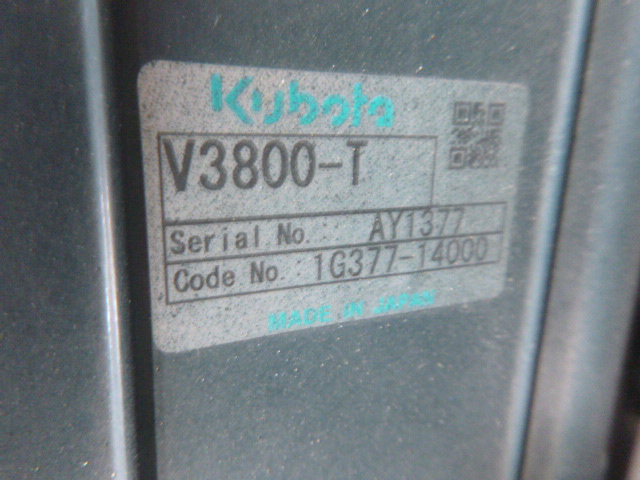 Kubota
V3800-T
Serial No. AY1377
Code No. 1G377-14000
MADE IN JAPAN